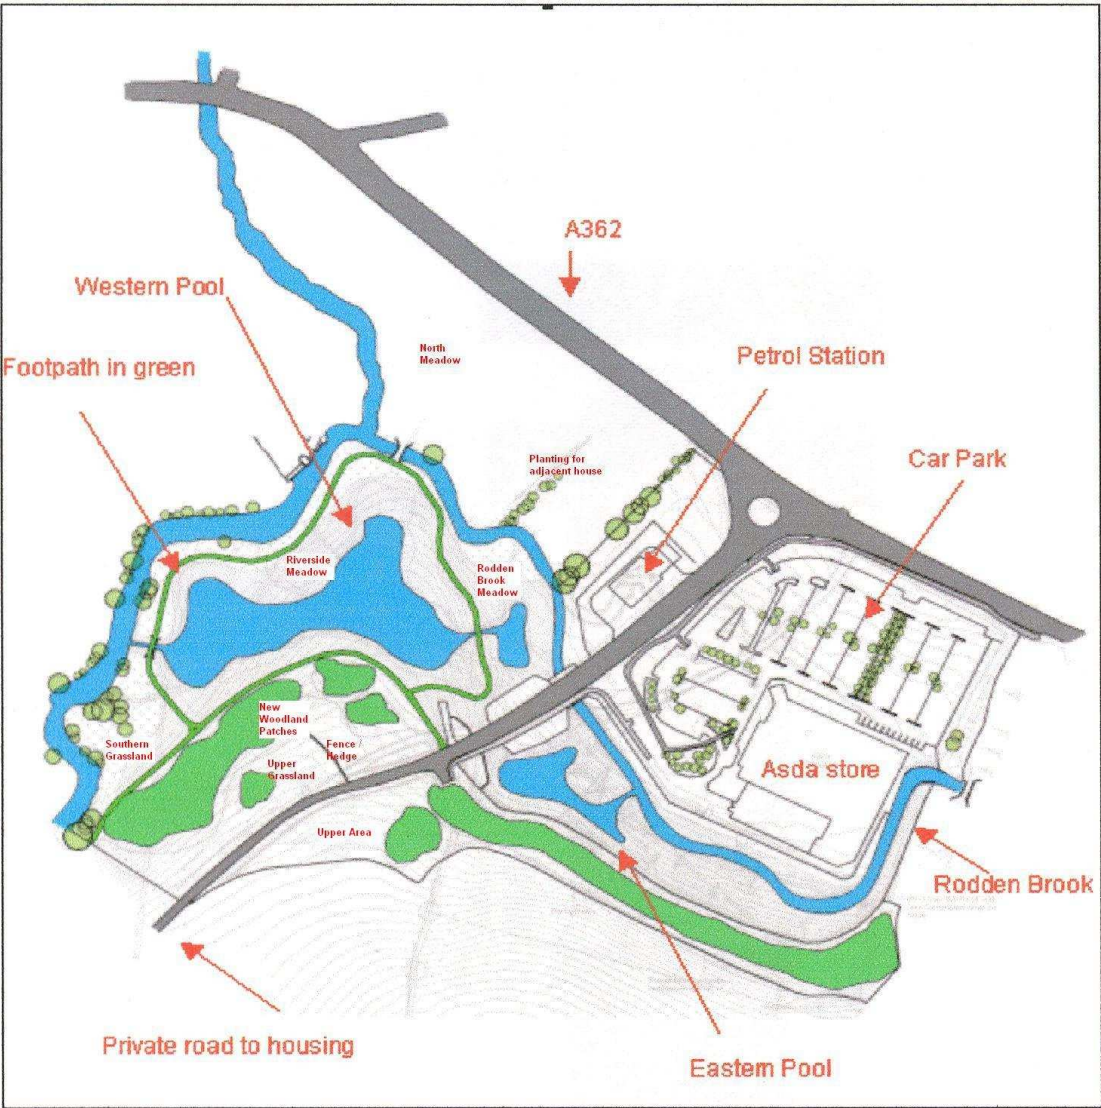 A362
Western Pool
North
Meadow
Petrol Station
Footpath in green
Planting for
adjacent house
Car Park
Riverside
Meadow
Rodden
Brook
Meadow
New
Woodland
Patches
Southern
Grassland
Fence /
Hedge
Upper
Grassland
Asda store
Upper Area
Rodden Brook
Private road to housing
Eastern Pool